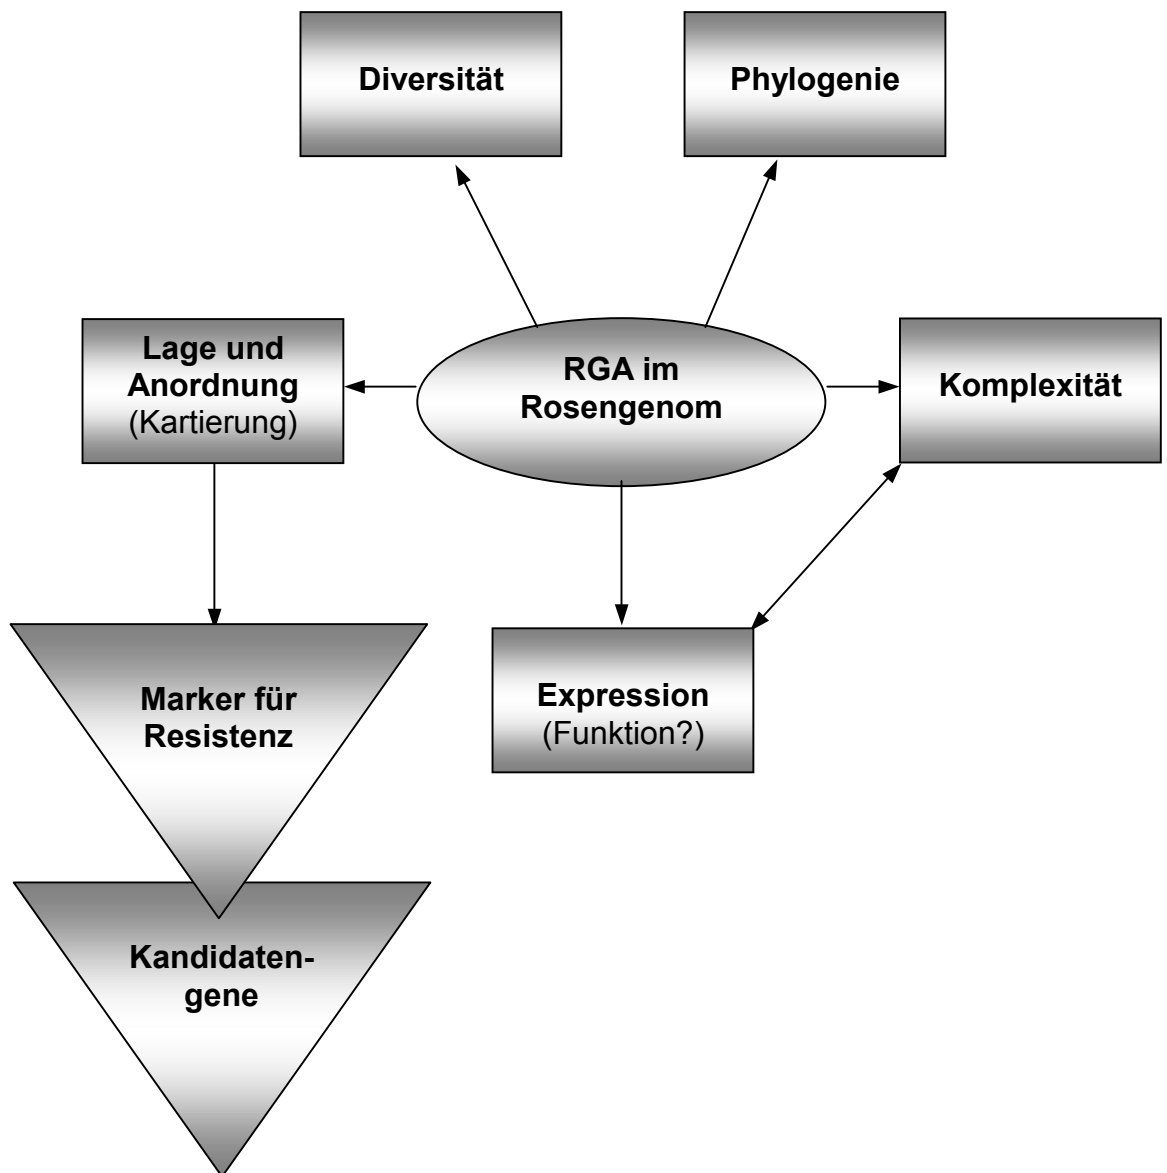 Diversität
Phylogenie
Lage und
Anordnung
(Kartierung)
RGA im
Rosengenom
Komplexität
Marker für
Resistenz
Expression
(Funktion?)
Kandidaten-
gene